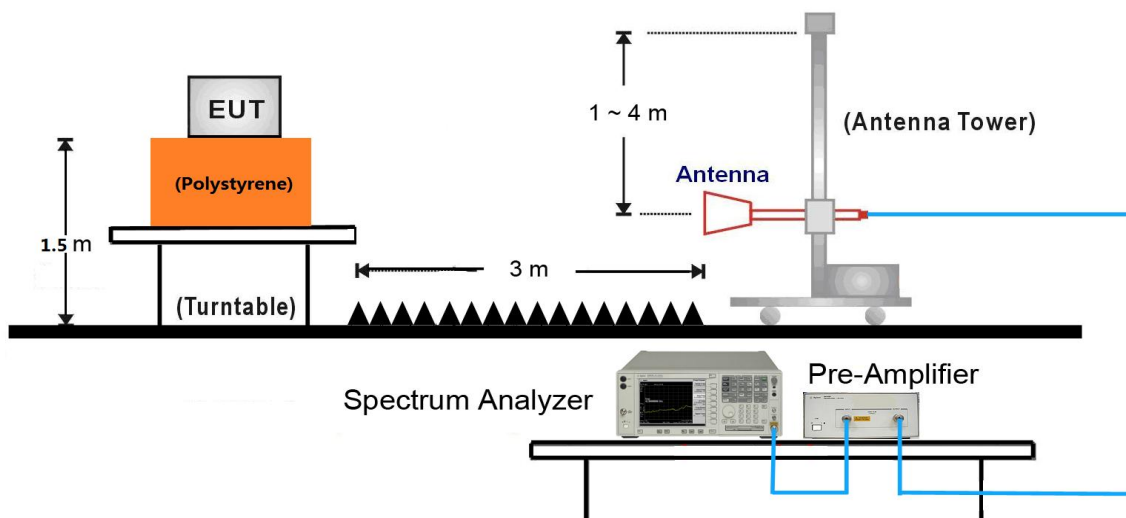 EUT
(Polystyrene)
1.5 m
(Turntable)
3 m
1 ~ 4 m
Antenna
(Antenna Tower)
Spectrum Analyzer
Pre-Amplifier